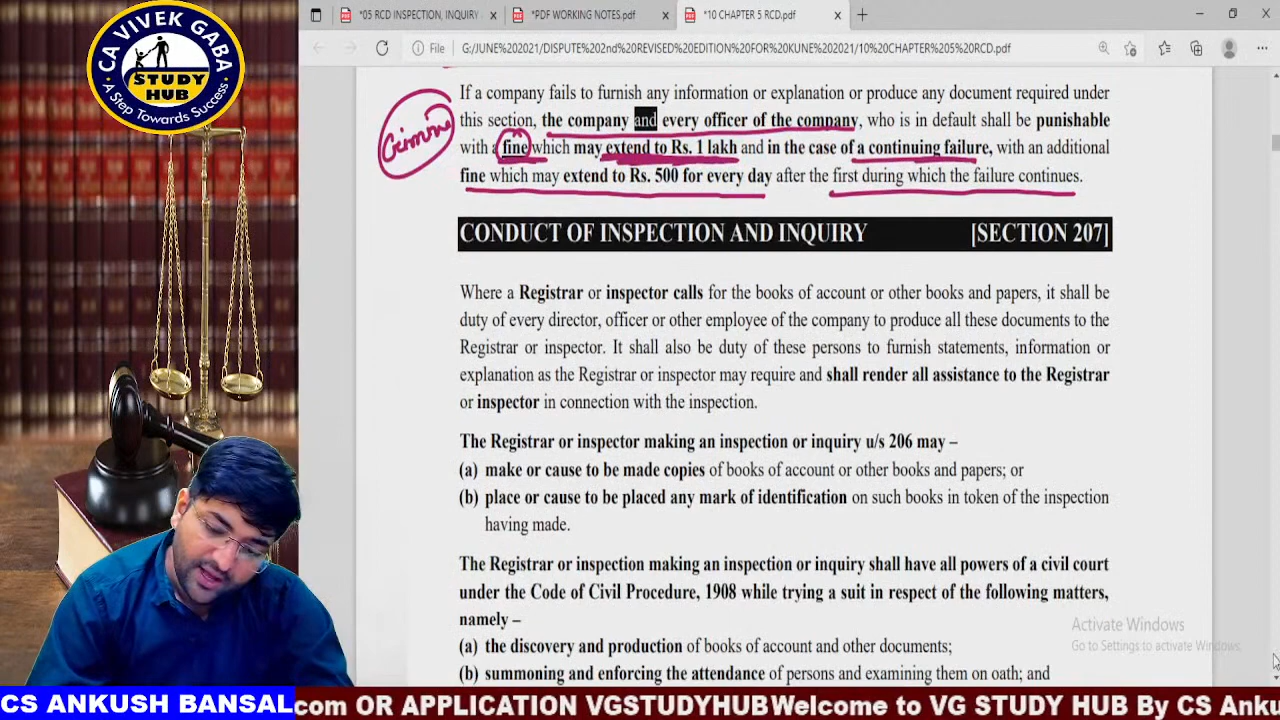 CA VIVEK GABA
STUDY
HUB
A Step Towards Success
*05 RCD INSPECTION, INQUIRY
*PDF WORKING NOTES.pdf
*10 CHAPTER 5 RCD.pdf
File
G:/JUNE%202021/COMPUTE%202nd%20REVISED%20EDITION%20FOR%20JUNE%202021/10%20CHAPTER%205%20RCD.pdf
If a company fails to furnish any information or explanation or produce any document required under
this section, the company and every officer of the company, who is in default shall be punishable
with a fine which may extend to Rs. 1 lakh and in the case of a continuing failure, with an additional
fine which may extend to Rs. 500 for every day after the first during which the failure continues.
CONDUCT OF INSPECTION AND INQUIRY [SECTION 207]
Where a Registrar or inspector calls for the books of account or other books and papers, it shall be
duty of every director, officer or other employee of the company to produce all these documents to the
Registrar or inspector. It shall also be duty of these persons to furnish statements, information or
explanation as the Registrar or inspector may require and shall render all assistance to the Registrar
or inspector in connection with the inspection.
The Registrar or inspector making an inspection or inquiry u/s 206 may –
(a) make or cause to be made copies of books of account or other books and papers; or
(b) place or cause to be placed any mark of identification on such books in token of the inspection
having made.
The Registrar or inspection making an inspection or inquiry shall have all powers of a civil court
under the Code of Civil Procedure, 1908 while trying a suit in respect of the following matters,
namely –
(a) the discovery and production of books of account and other documents;
(b) summoning and enforcing the attendance of persons and examining them on oath; and
Activate Windows
Go to Settings to activate Windows.
CS ANKUSH BANSAL
com OR APPLICATION VGSTUDYHUBWelcome to VG STUDY HUB By CS Anku